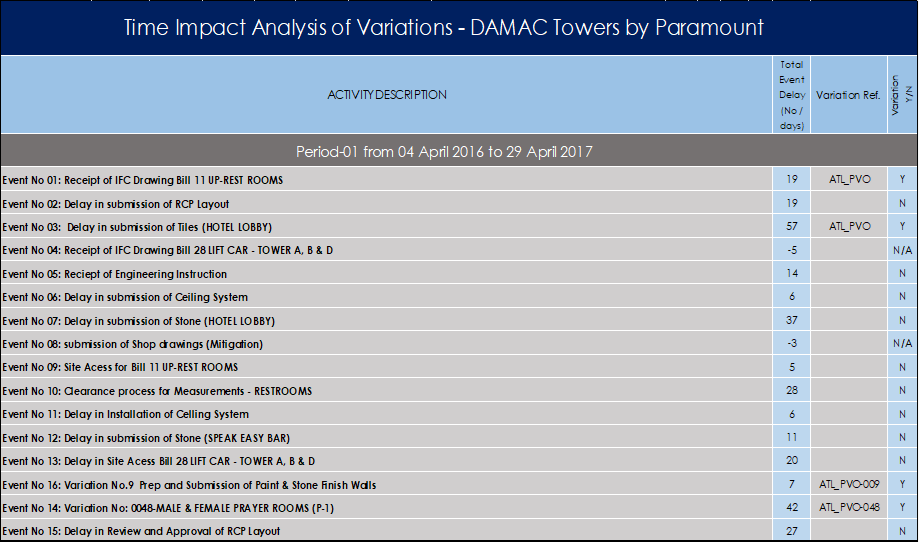 Time Impact Analysis of Variations - DAMAC Towers by Paramount
ACTIVITY DESCRIPTION
Total
Event
Delay
(No /
days)
Variation Ref.
Variation
Y/N
Period-01 from 04 April 2016 to 29 April 2017
Event No 01: Receipt of IFC Drawing Bill 11 UP-REST ROOMS 19 ATL_PVO Y
Event No 02: Delay in submission of RCP Layout 19 N
Event No 03: Delay in submission of Tiles (HOTEL LOBBY) 57 ATL_PVO Y
Event No 04: Receipt of IFC Drawing Bill 28 LIFT CAR - TOWER A, B & D -5 N/A
Event No 05: Reciept of Engineering Instruction 14 N
Event No 06: Delay in submission of Ceiling System 6 N
Event No 07: Delay in submission of Stone (HOTEL LOBBY) 37 N
Event No 08: submission of Shop drawings (Mitigation) -3 N/A
Event No 09: Site Acess for Bill 11 UP-REST ROOMS 5 N
Event No 10: Clearance process for Measurements - RESTROOMS 28 N
Event No 11: Delay in Installation of Celling System 6 N
Event No 12: Delay in submission of Stone (SPEAK EASY BAR) 11 N
Event No 13: Delay in Site Acess Bill 28 LIFT CAR - TOWER A, B & D 20 N
Event No 16: Variation No.9 Prep and Submission of Paint & Stone Finish Walls 7 ATL_PVO-009 Y
Event No 14: Variation No: 0048-MALE & FEMALE PRAYER ROOMS (P-1) 42 ATL_PVO-048 Y
Event No 15: Delay in Review and Approval of RCP Layout 27 N